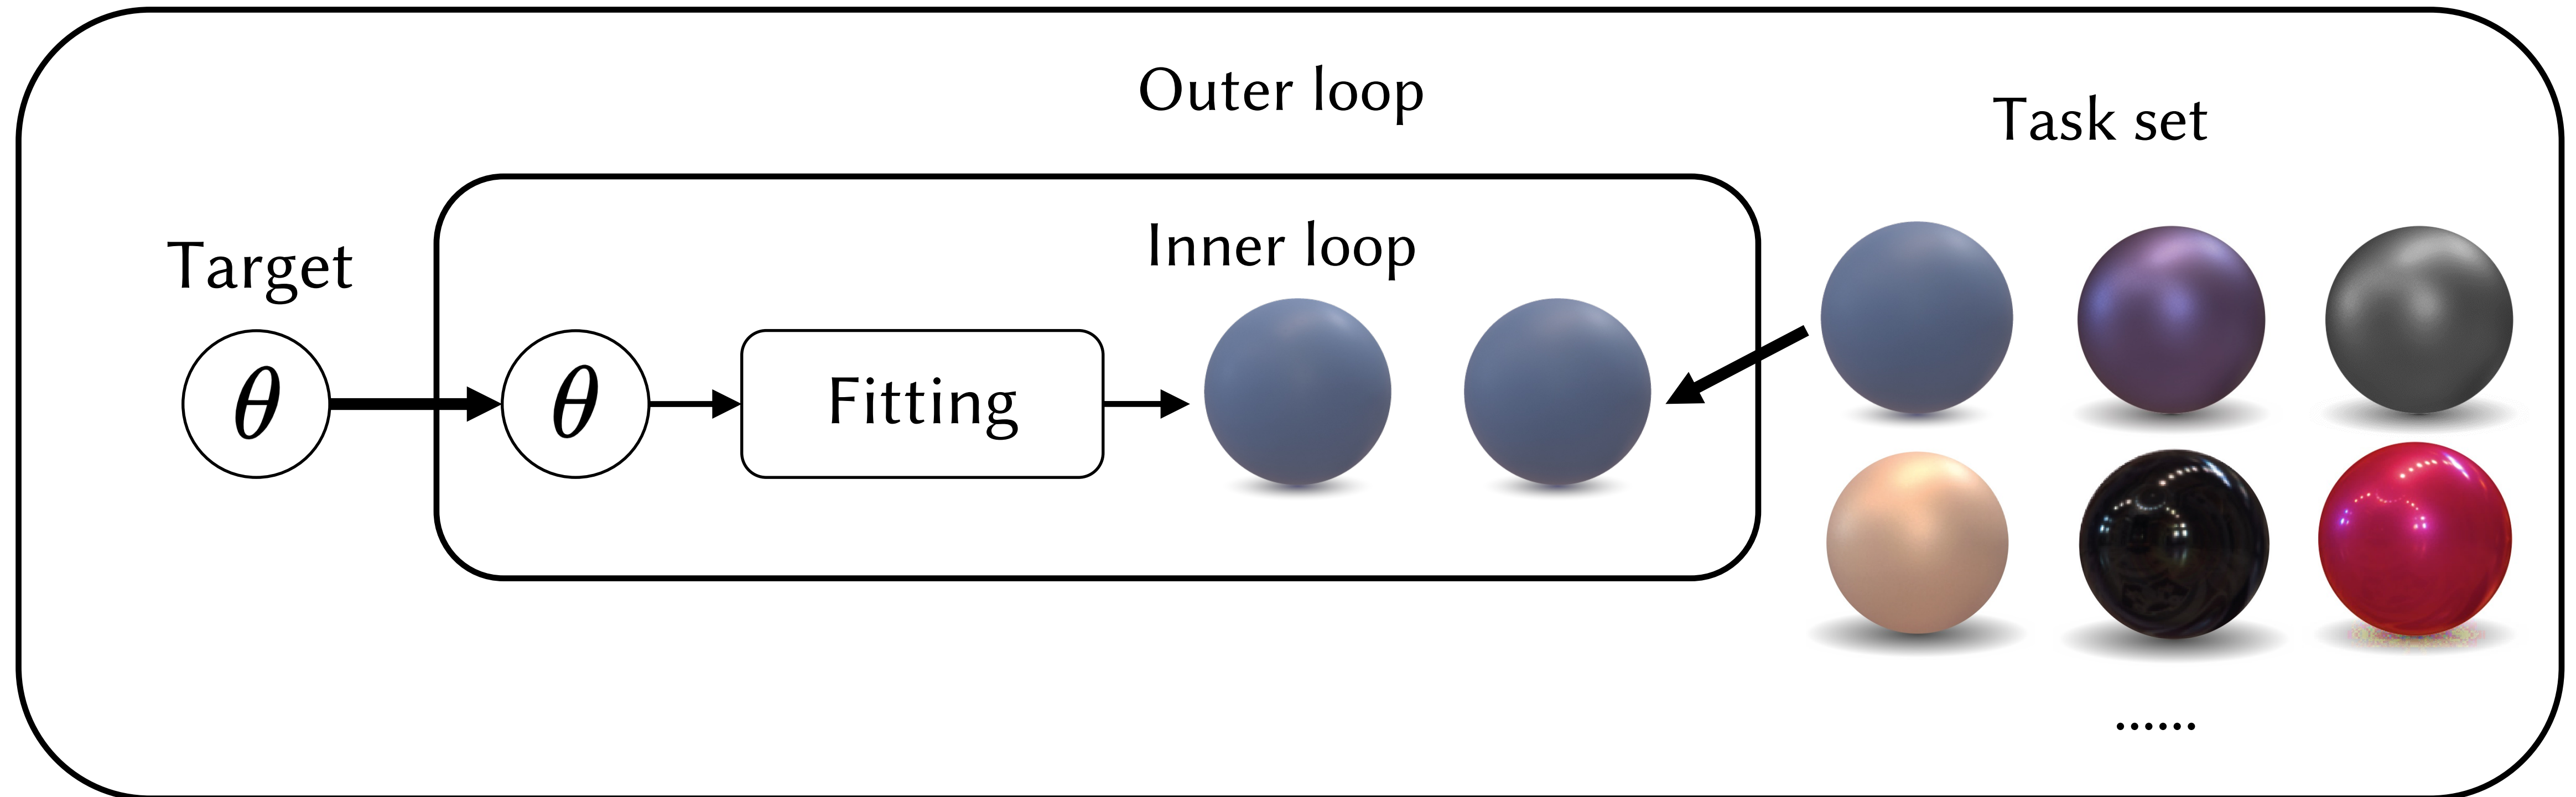 Outer loop
Task set
Inner loop
Target
θ
θ
Fitting
......